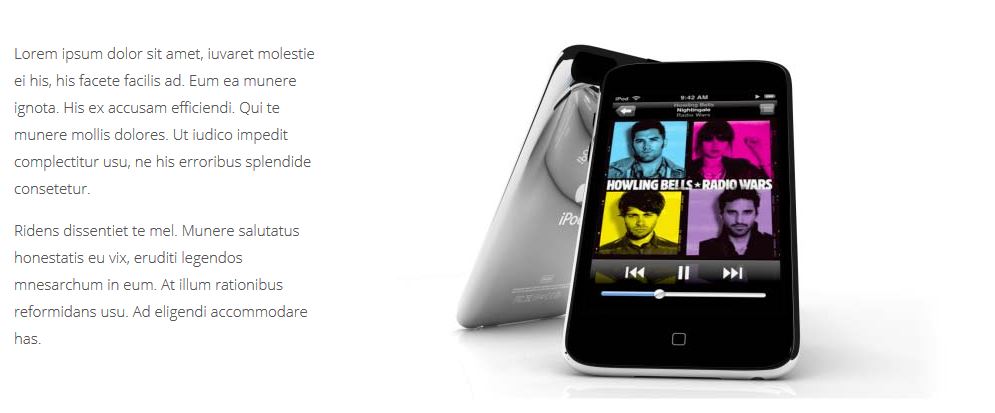 Lorem ipsum dolor sit amet, iuvaret molestie
ei his, his facete facilis ad. Eum ea munere
ignota. His ex accusam efficiendi. Qui te
munere mollis dolores. Ut iudico impedit
complectitur usu, ne his erroribus splendide
consetetur.
Ridens dissentiet te mel. Munere salutatus
honestatis eu vix, eruditi legendos
mnesarchum in eum. At illum rationibus
reformidans usu. Ad eligendi accommodare
has.
iPod 9:42 AM
Howling Bells
Nightingale
Radio Wars
HOWLING BELLS★RADIO WARS